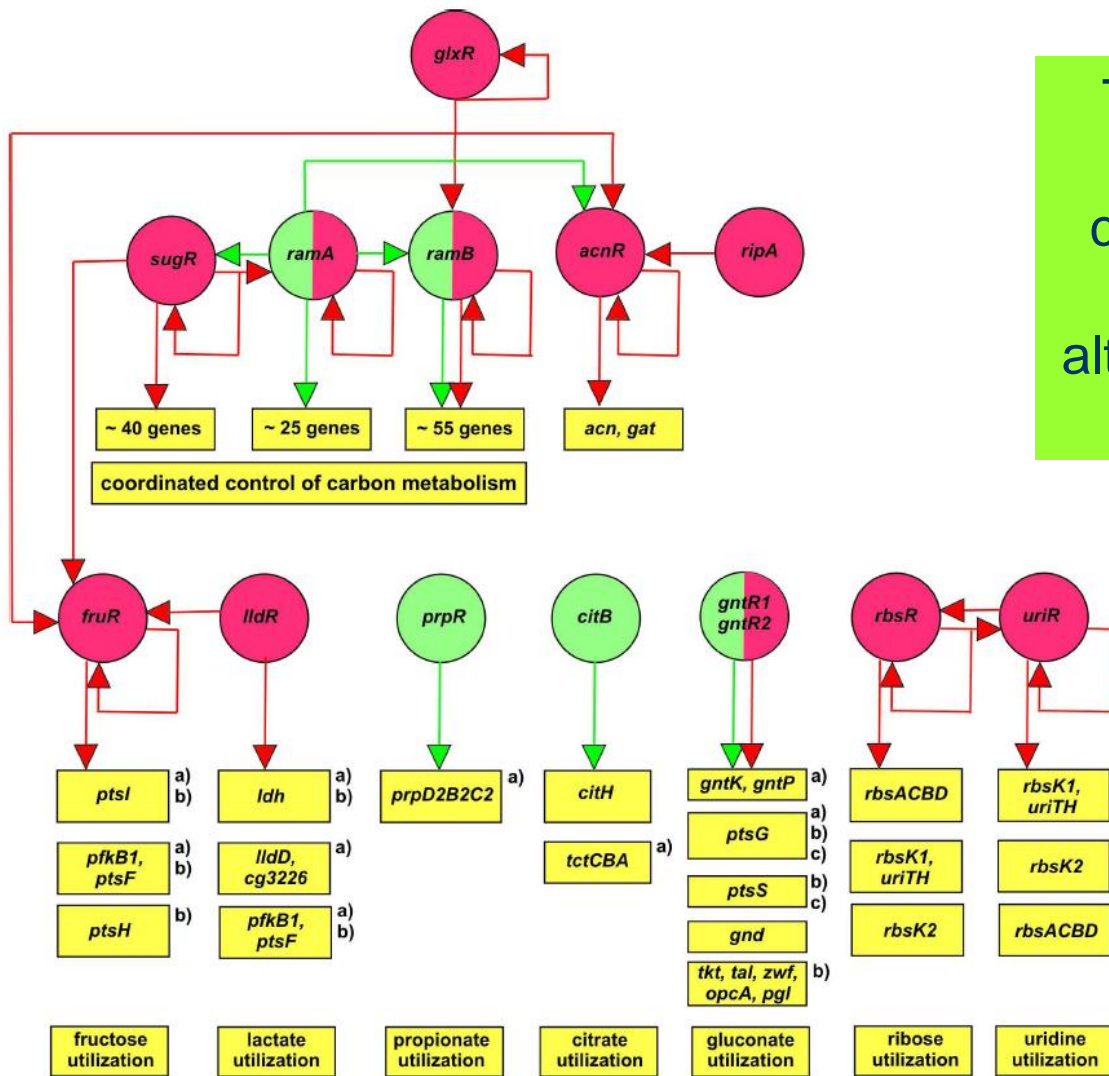 glxR
sugR
ramA
ramB
acnR
ripA
~ 40 genes
~ 25 genes
~ 55 genes
acn, gat
coordinated control of carbon metabolism
fruR
lldR
prpR
citB
gntR1
gntR2
rbsR
uriR
ptsI
a)
b)
ldh
a)
b)
prpD2B2C2
a)
citH
gntK, gntP
a)
rbsACBD
rbsK1,
uriTH
pfkB1,
ptsF
a)
b)
lldD,
cg3226
a)
tctCBA
a)
ptsG
a)
b)
c)
rbsK1,
uriTH
rbsK2
ptsH
b)
pfkB1,
ptsF
a)
b)
ptsS
b)
c)
gnd
rbsK2
rbsACBD
tkt, tal, zwf,
opcA, pgl
b)
fructose
utilization
lactate
utilization
propionate
utilization
citrate
utilization
gluconate
utilization
ribose
utilization
uridine
utilization